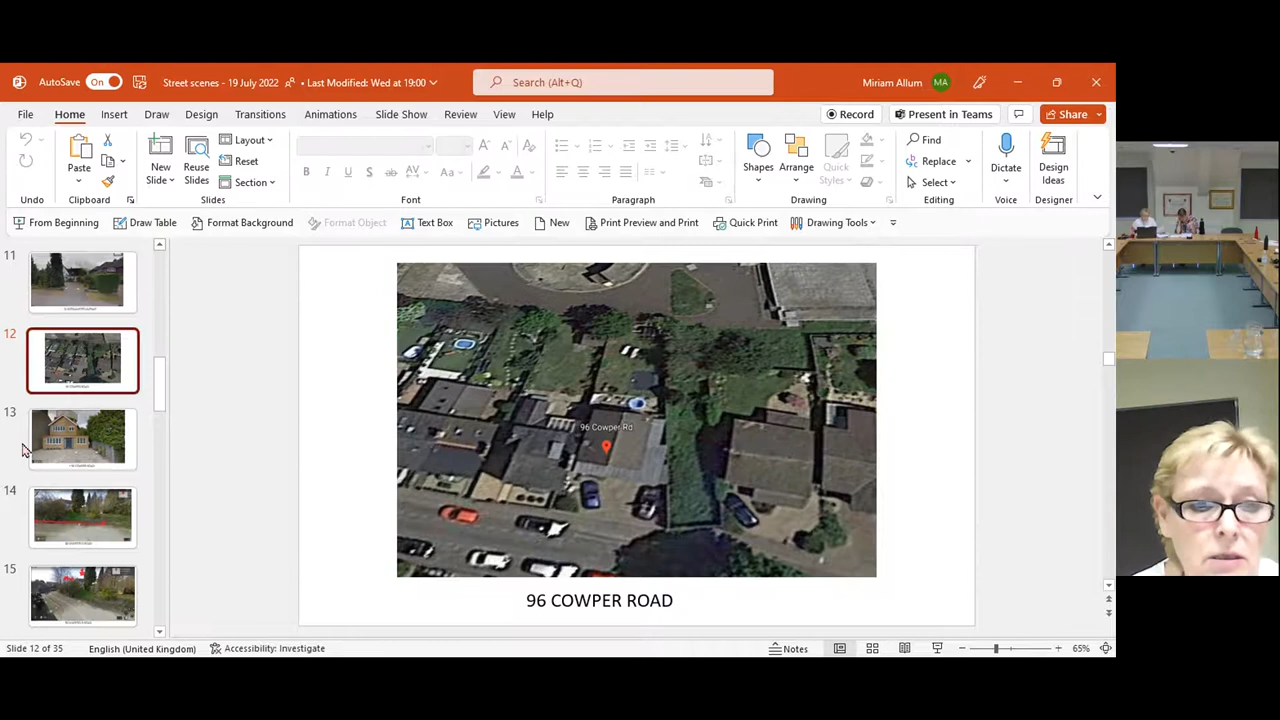 AutoSave On Street scenes - 19 July 2022 • Last Modified: Wed at 19:00 Search (Alt+Q) Miriam Allum MA
File Home Insert Draw Design Transitions Animations Slide Show Recording Review View Help Record Present in Teams Share
Paste New Slide Reuse Slides Layout Reset Section B I U S ab AV Aa A A A Shapes Arrange Quick Styles Find Replace Select Dictate Design Ideas
Undo Clipboard Slides Font Paragraph Drawing Editing Voice Designer
From Beginning Draw Table Format Background Format Object Text Box Pictures New Print Preview and Print Quick Print Drawing Tools
11
12
13
14
15
96 Cowper Rd
96 COWPER ROAD
Slide 12 of 35 English (United Kingdom) Accessibility: Investigate Notes 65%